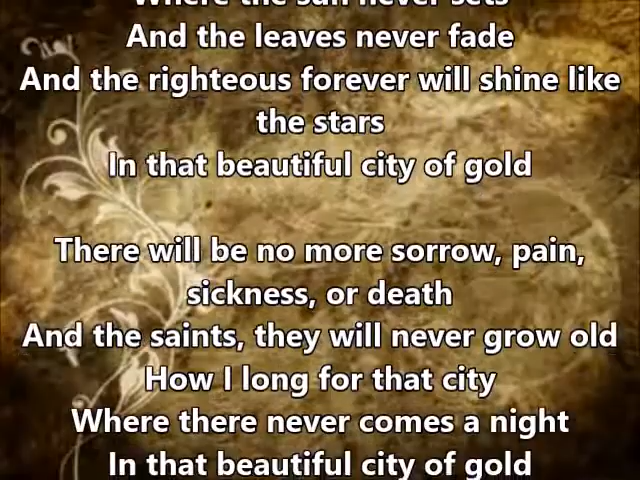 Where the sun never sets
And the leaves never fade
And the righteous forever will shine like
the stars
In that beautiful city of gold
There will be no more sorrow, pain,
sickness, or death
And the saints, they will never grow old
How I long for that city
Where there never comes a night
In that beautiful city of gold